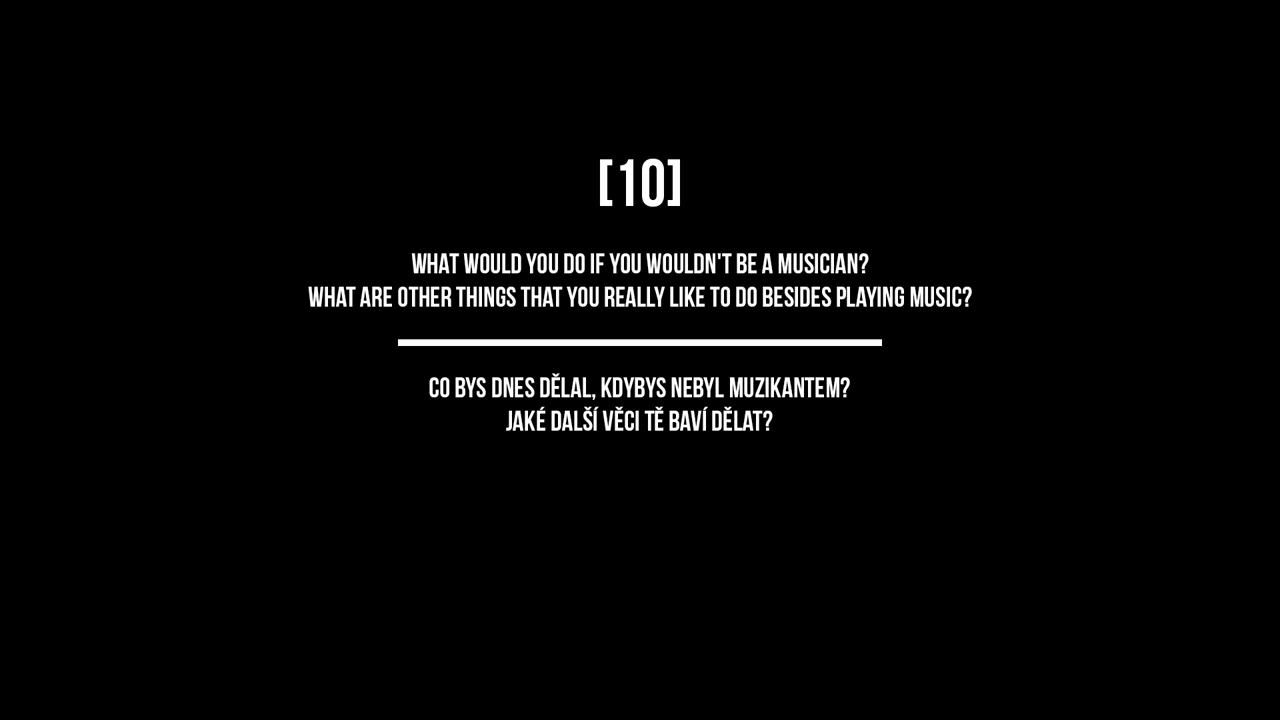 [10]
WHAT WOULD YOU DO IF YOU WOULDN'T BE A MUSICIAN?
WHAT ARE OTHER THINGS THAT YOU REALLY LIKE TO DO BESIDES PLAYING MUSIC?
CO BYS DNES DĚLAL, KDYBYS NEBYL MUZIKANTEM?
JAKÉ DALŠÍ VĚCI TĚ BAVÍ DĚLAT?